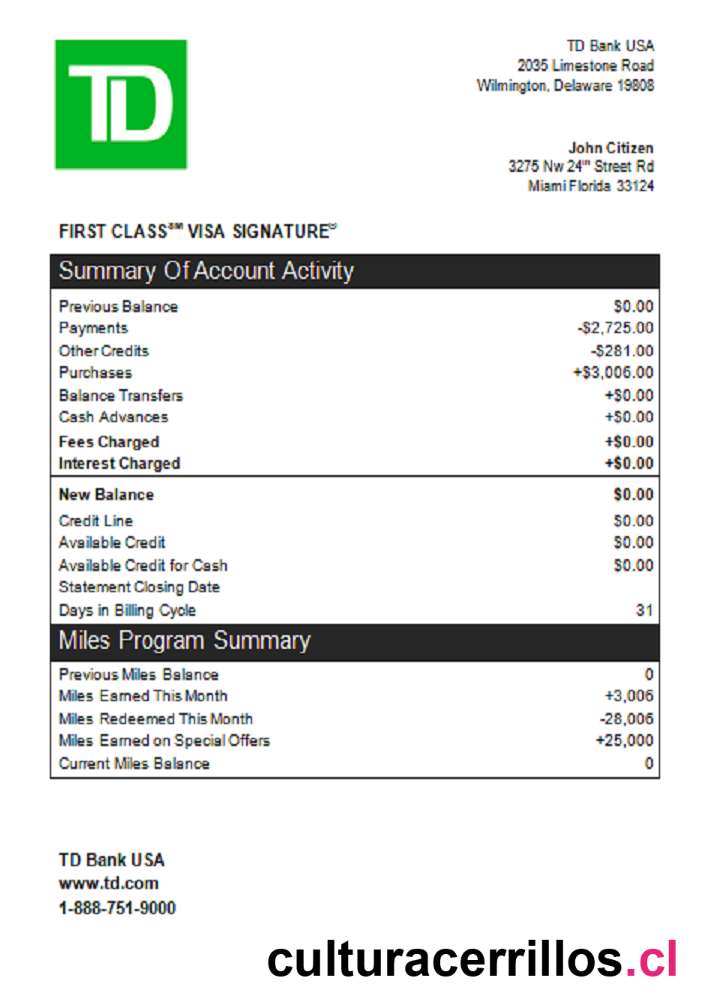 TD
TD Bank USA
2035 Limestone Road
Wilmington, Delaware 19808
John Citizen
3275 Nw 24th Street Rd
Miami Florida 33124
FIRST CLASS℠ VISA SIGNATURE®
Summary Of Account Activity
Previous Balance $0.00
Payments -$2,725.00
Other Credits -$281.00
Purchases +$3,006.00
Balance Transfers +$0.00
Cash Advances +$0.00
Fees Charged +$0.00
Interest Charged +$0.00
New Balance $0.00
Credit Line $0.00
Available Credit $0.00
Available Credit for Cash $0.00
Statement Closing Date
Days in Billing Cycle 31
Miles Program Summary
Previous Miles Balance 0
Miles Earned This Month +3,006
Miles Redeemed This Month -28,006
Miles Earned on Special Offers +25,000
Current Miles Balance 0
TD Bank USA
www.td.com
1-888-751-9000
culturacerrillos.cl